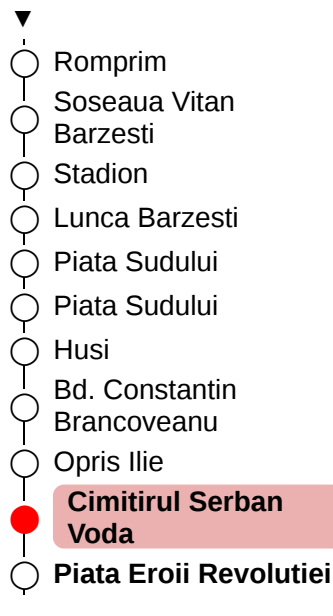 Romprim
Soseaua Vitan
Barzesti
Stadion
Lunca Barzesti
Piata Sudului
Piata Sudului
Husi
Bd. Constantin
Brancoveanu
Opris Ilie
Cimitirul Serban
Voda
Piata Eroii Revolutiei